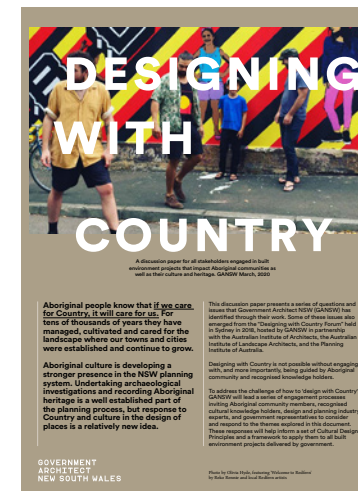 DESIGNING
WITH
COUNTRY
A discussion paper for all stakeholders engaged in built
environment projects that impact Aboriginal communities as
well as their culture and heritage. GANSW March, 2020
Aboriginal people know that if we care
for Country, it will care for us. For
tens of thousands of years they have
managed, cultivated and cared for the
landscape where our towns and cities
were established and continue to grow.
Aboriginal culture is developing a
stronger presence in the NSW planning
system. Undertaking archaeological
investigations and recording Aboriginal
heritage is a well established part of
the planning process, but response to
Country and culture in the design of
places is a relatively new idea.
This discussion paper presents a series of questions and
issues that Government Architect NSW (GANSW) has
identified through their work. Some of these issues also
emerged from the "Designing with Country Forum" held
in Sydney in 2018, hosted by GANSW in partnership
with the Australian Institute of Architects, the Australian
Institute of Landscape Architects, and the Planning
Institute of Australia.
Designing with Country is not possible without engaging
with, and more importantly, being guided by Aboriginal
community and recognised knowledge holders.
To address the challenge of how to design with Country
GANSW will lead a series of engagement processes
inviting Aboriginal community members, recognised
cultural knowledge holders, design and planning industry
experts, and government representatives to consider
and respond to the themes explored in this document.
These responses will help inform a set of Cultural Design
Principles and a framework to apply them to all built
environment projects delivered by government.
GOVERNMENT
ARCHITECT
NEW SOUTH WALES
Photo by Olivia Hyde, featuring 'Welcome to Redfern'
by Reko Rennie and local Redfern artists